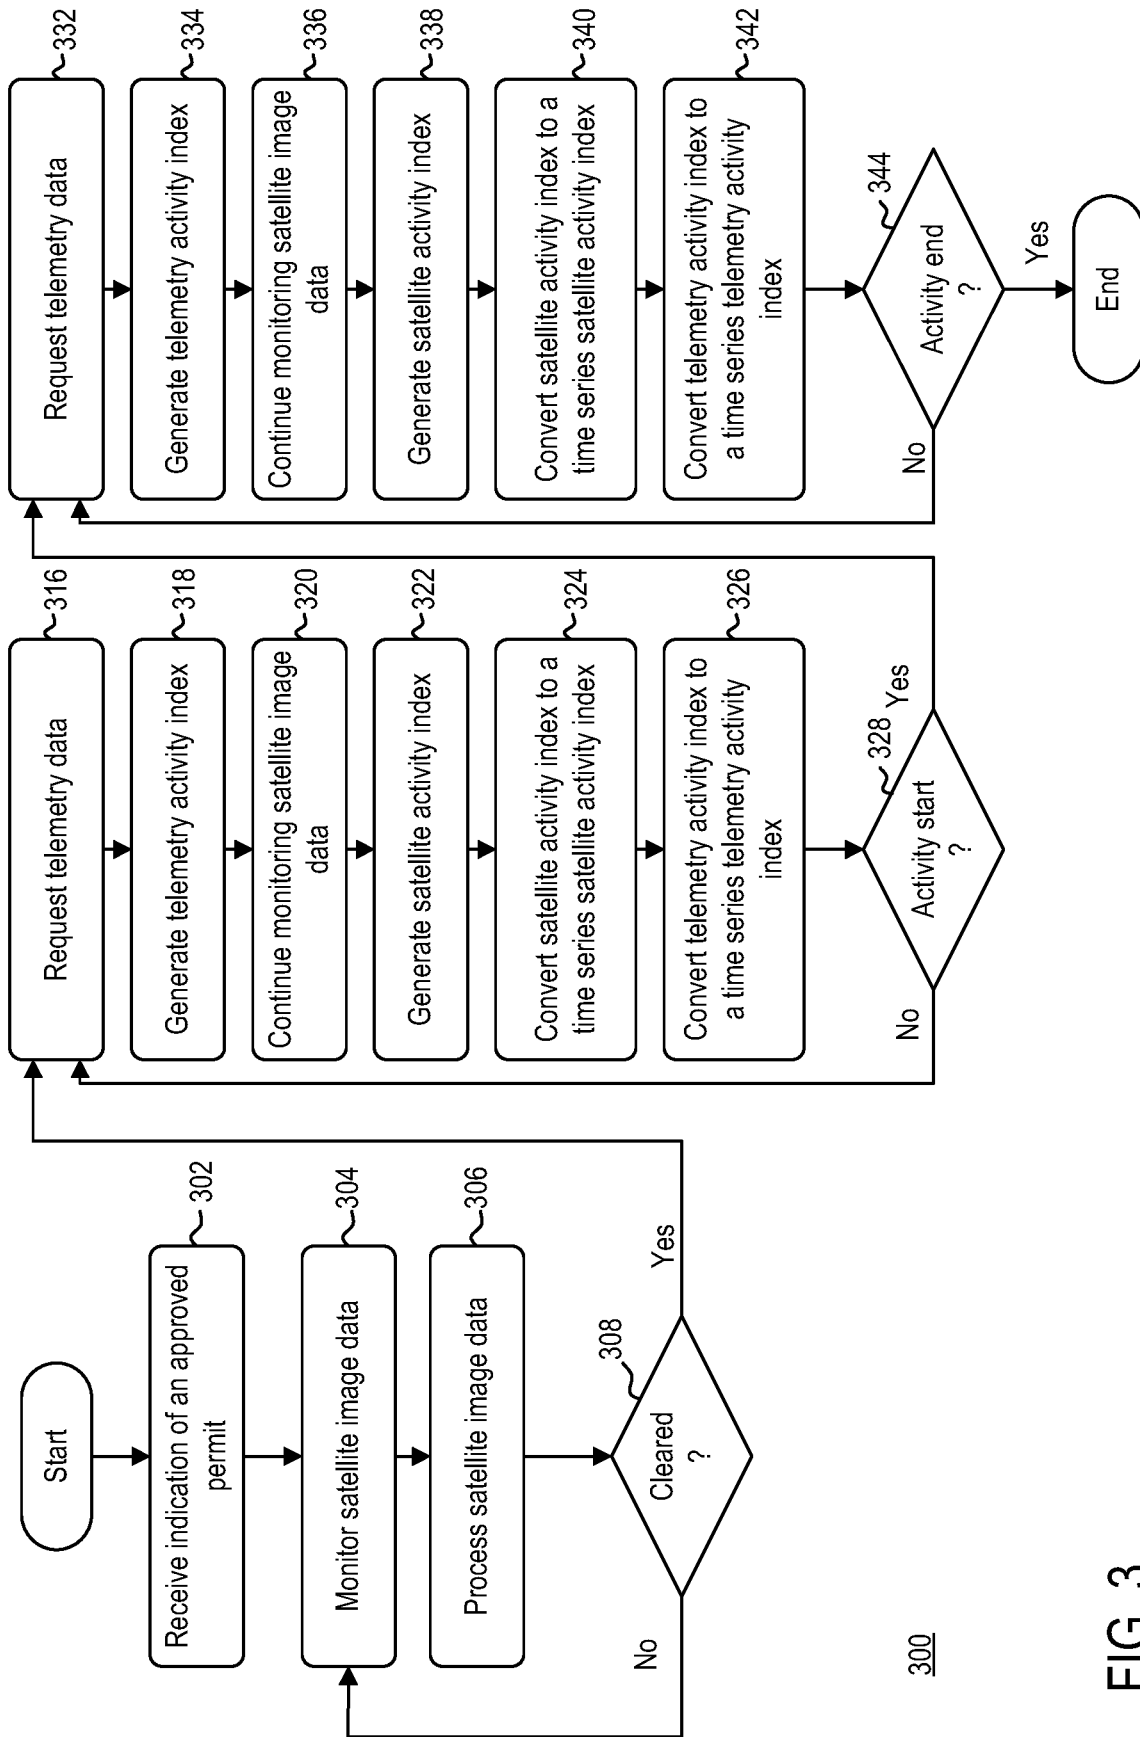 Start
Receive indication of an approved
permit
302
Monitor satellite image data
304
Process satellite image data
306
Cleared
?
308
No
Yes
Request telemetry data
316
Generate telemetry activity index
318
Continue monitoring satellite image
data
320
Generate satellite activity index
322
Convert satellite activity index to a
time series satellite activity index
324
Convert telemetry activity index to
a time series telemetry activity
index
326
Activity start
?
328
No
Yes
Request telemetry data
332
Generate telemetry activity index
334
Continue monitoring satellite image
data
336
Generate satellite activity index
338
Convert satellite activity index to a
time series satellite activity index
340
Convert telemetry activity index to
a time series telemetry activity
index
342
Activity end
?
344
No
Yes
End
300
FIG. 3